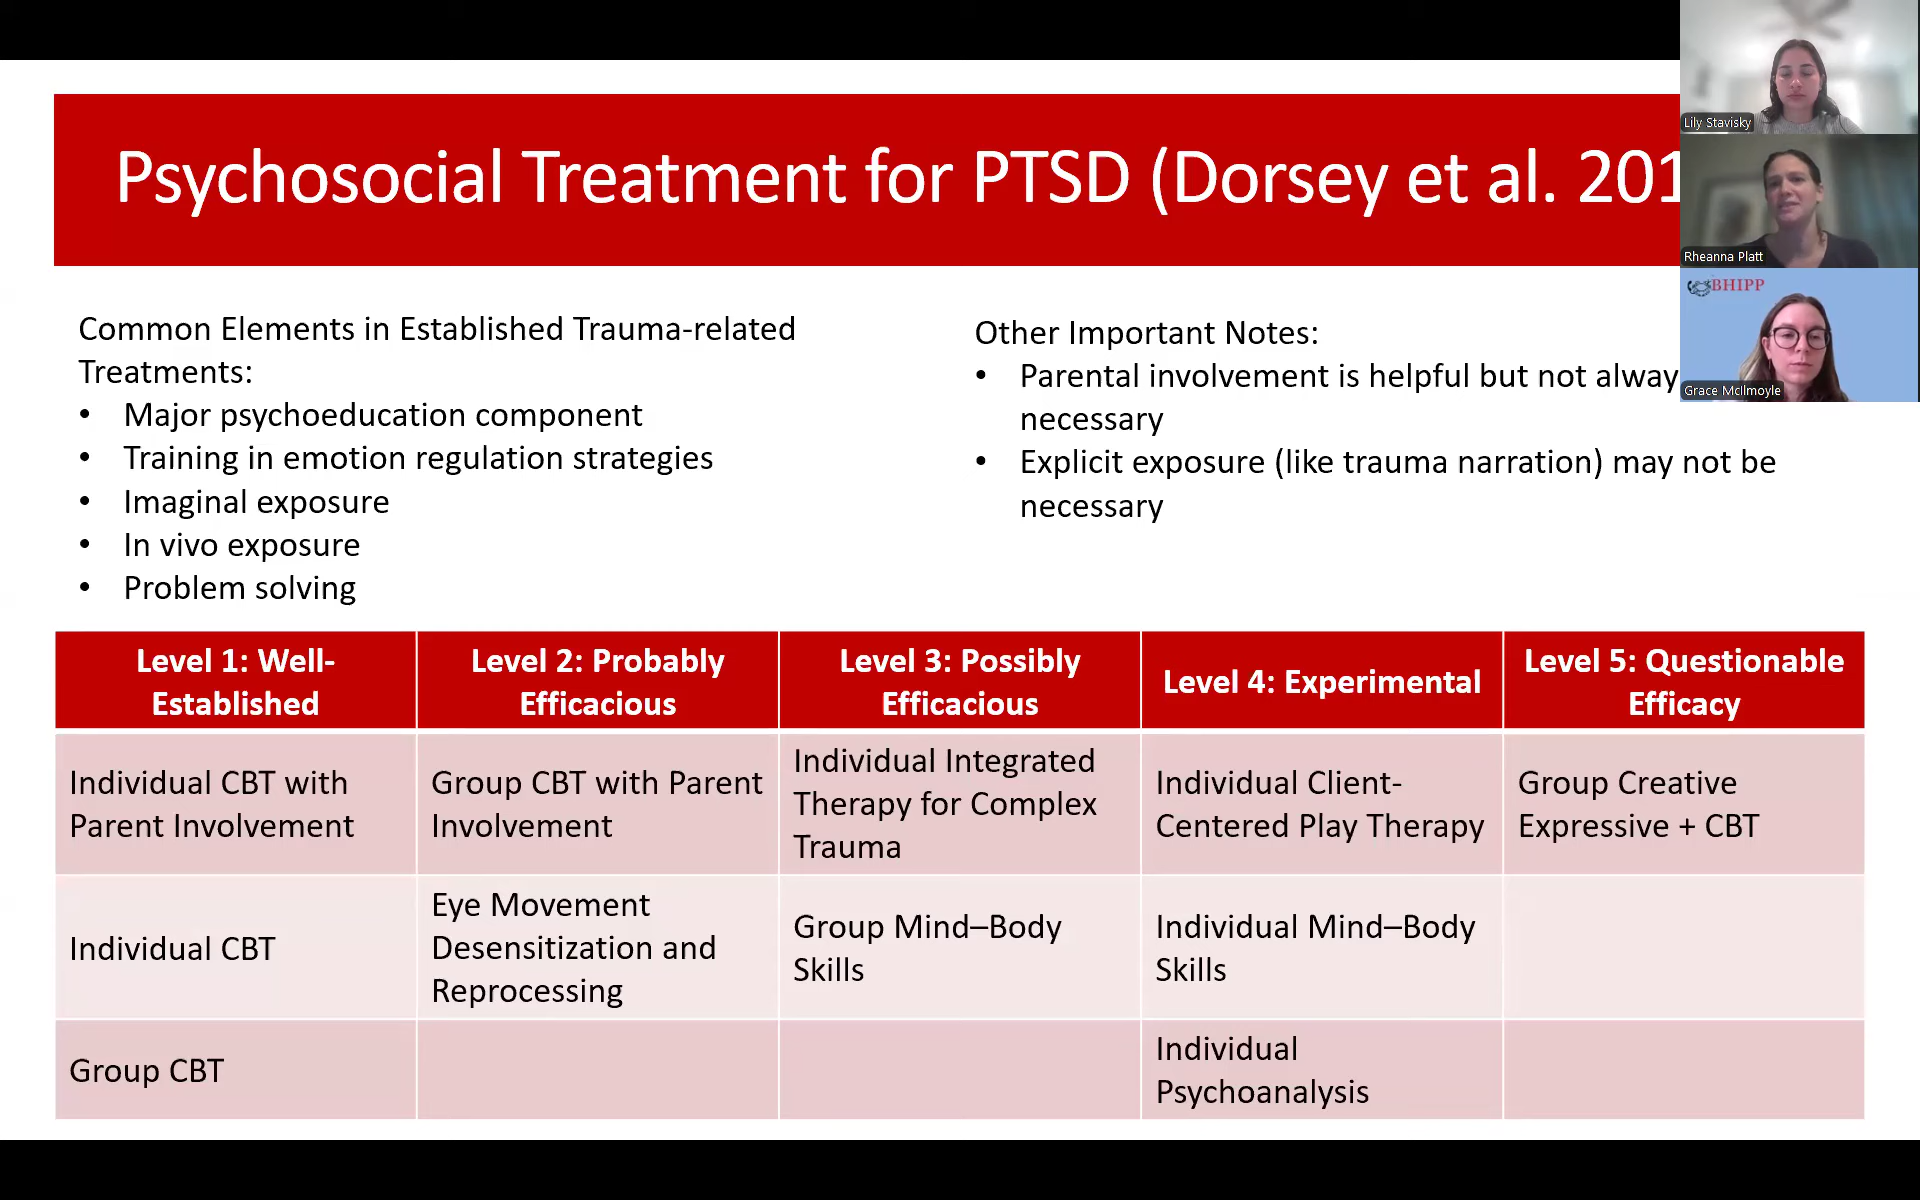 Psychosocial Treatment for PTSD (Dorsey et al. 201
Common Elements in Established Trauma-related
Treatments:
• Major psychoeducation component
• Training in emotion regulation strategies
• Imaginal exposure
• In vivo exposure
• Problem solving
Other Important Notes:
• Parental involvement is helpful but not alway
necessary
• Explicit exposure (like trauma narration) may not be
necessary
Lily Stavisky
Rheanna Platt
BHIPP
Grace McIlmoyle
Level 1: Well-
Established
Level 2: Probably
Efficacious
Level 3: Possibly
Efficacious
Level 4: Experimental
Level 5: Questionable
Efficacy
Individual CBT with
Parent Involvement
Group CBT with Parent
Involvement
Individual Integrated
Therapy for Complex
Trauma
Individual Client-
Centered Play Therapy
Group Creative
Expressive + CBT
Individual CBT
Eye Movement
Desensitization and
Reprocessing
Group Mind–Body
Skills
Individual Mind–Body
Skills
Group CBT
Individual
Psychoanalysis